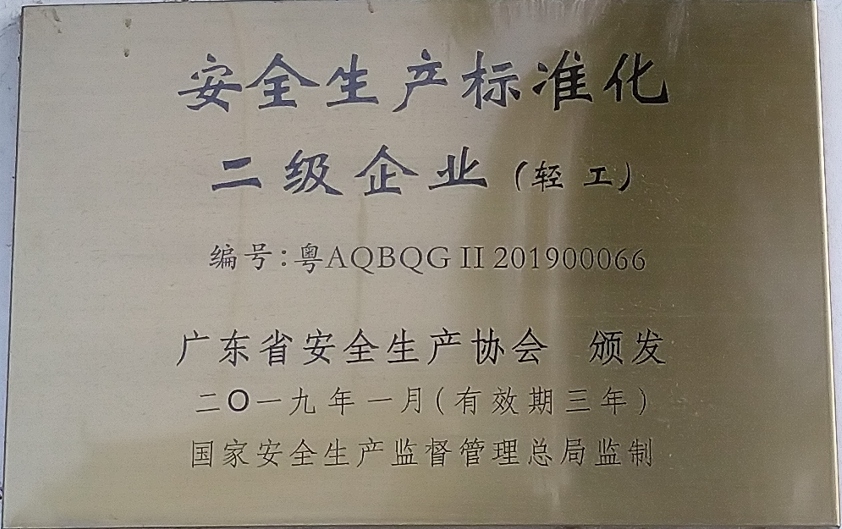 安全生产标准化
二级企业（轻工）
编号：粤AQBQG II 201900066
广东省安全生产协会 颁发
二〇一九年一月（有效期三年）
国家安全生产监督管理总局监制